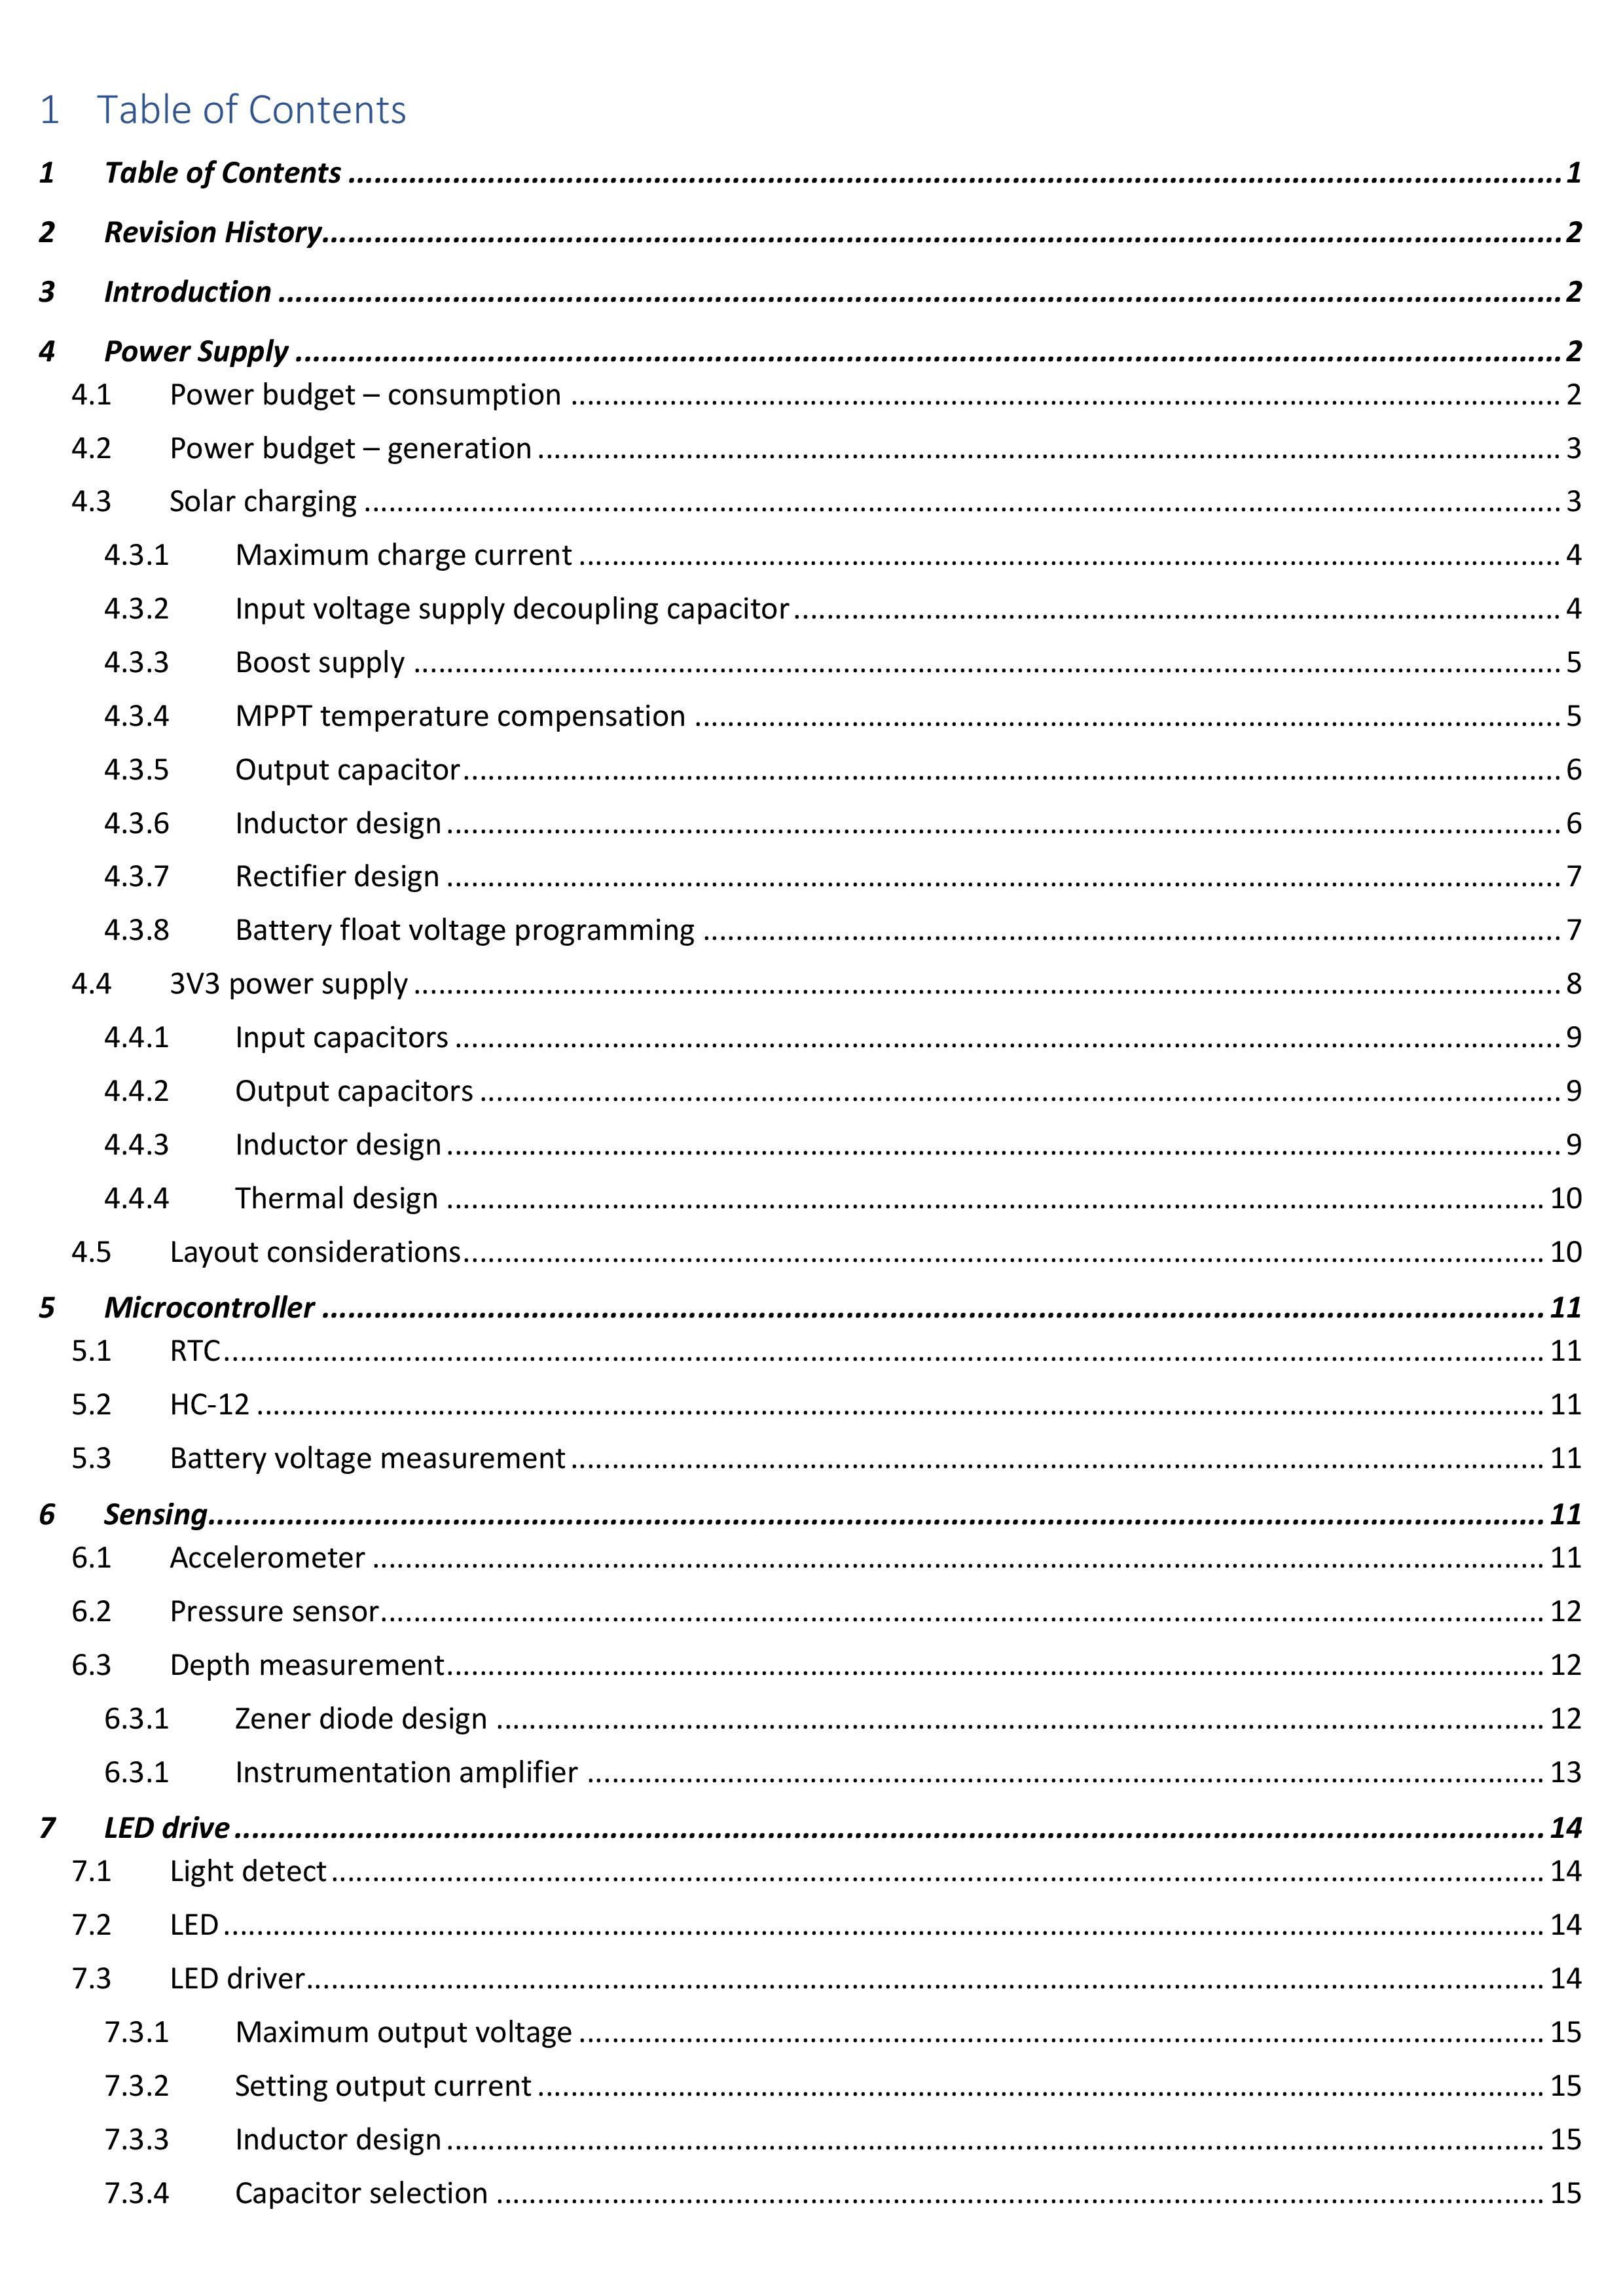 1 Table of Contents
1 Table of Contents 1
2 Revision History 2
3 Introduction 2
4 Power Supply 2
4.1 Power budget – consumption 2
4.2 Power budget – generation 3
4.3 Solar charging 3
4.3.1 Maximum charge current 4
4.3.2 Input voltage supply decoupling capacitor 4
4.3.3 Boost supply 5
4.3.4 MPPT temperature compensation 5
4.3.5 Output capacitor 6
4.3.6 Inductor design 6
4.3.7 Rectifier design 7
4.3.8 Battery float voltage programming 7
4.4 3V3 power supply 8
4.4.1 Input capacitors 9
4.4.2 Output capacitors 9
4.4.3 Inductor design 9
4.4.4 Thermal design 10
4.5 Layout considerations 10
5 Microcontroller 11
5.1 RTC 11
5.2 HC-12 11
5.3 Battery voltage measurement 11
6 Sensing 11
6.1 Accelerometer 11
6.2 Pressure sensor 12
6.3 Depth measurement 12
6.3.1 Zener diode design 12
6.3.1 Instrumentation amplifier 13
7 LED drive 14
7.1 Light detect 14
7.2 LED 14
7.3 LED driver 14
7.3.1 Maximum output voltage 15
7.3.2 Setting output current 15
7.3.3 Inductor design 15
7.3.4 Capacitor selection 15